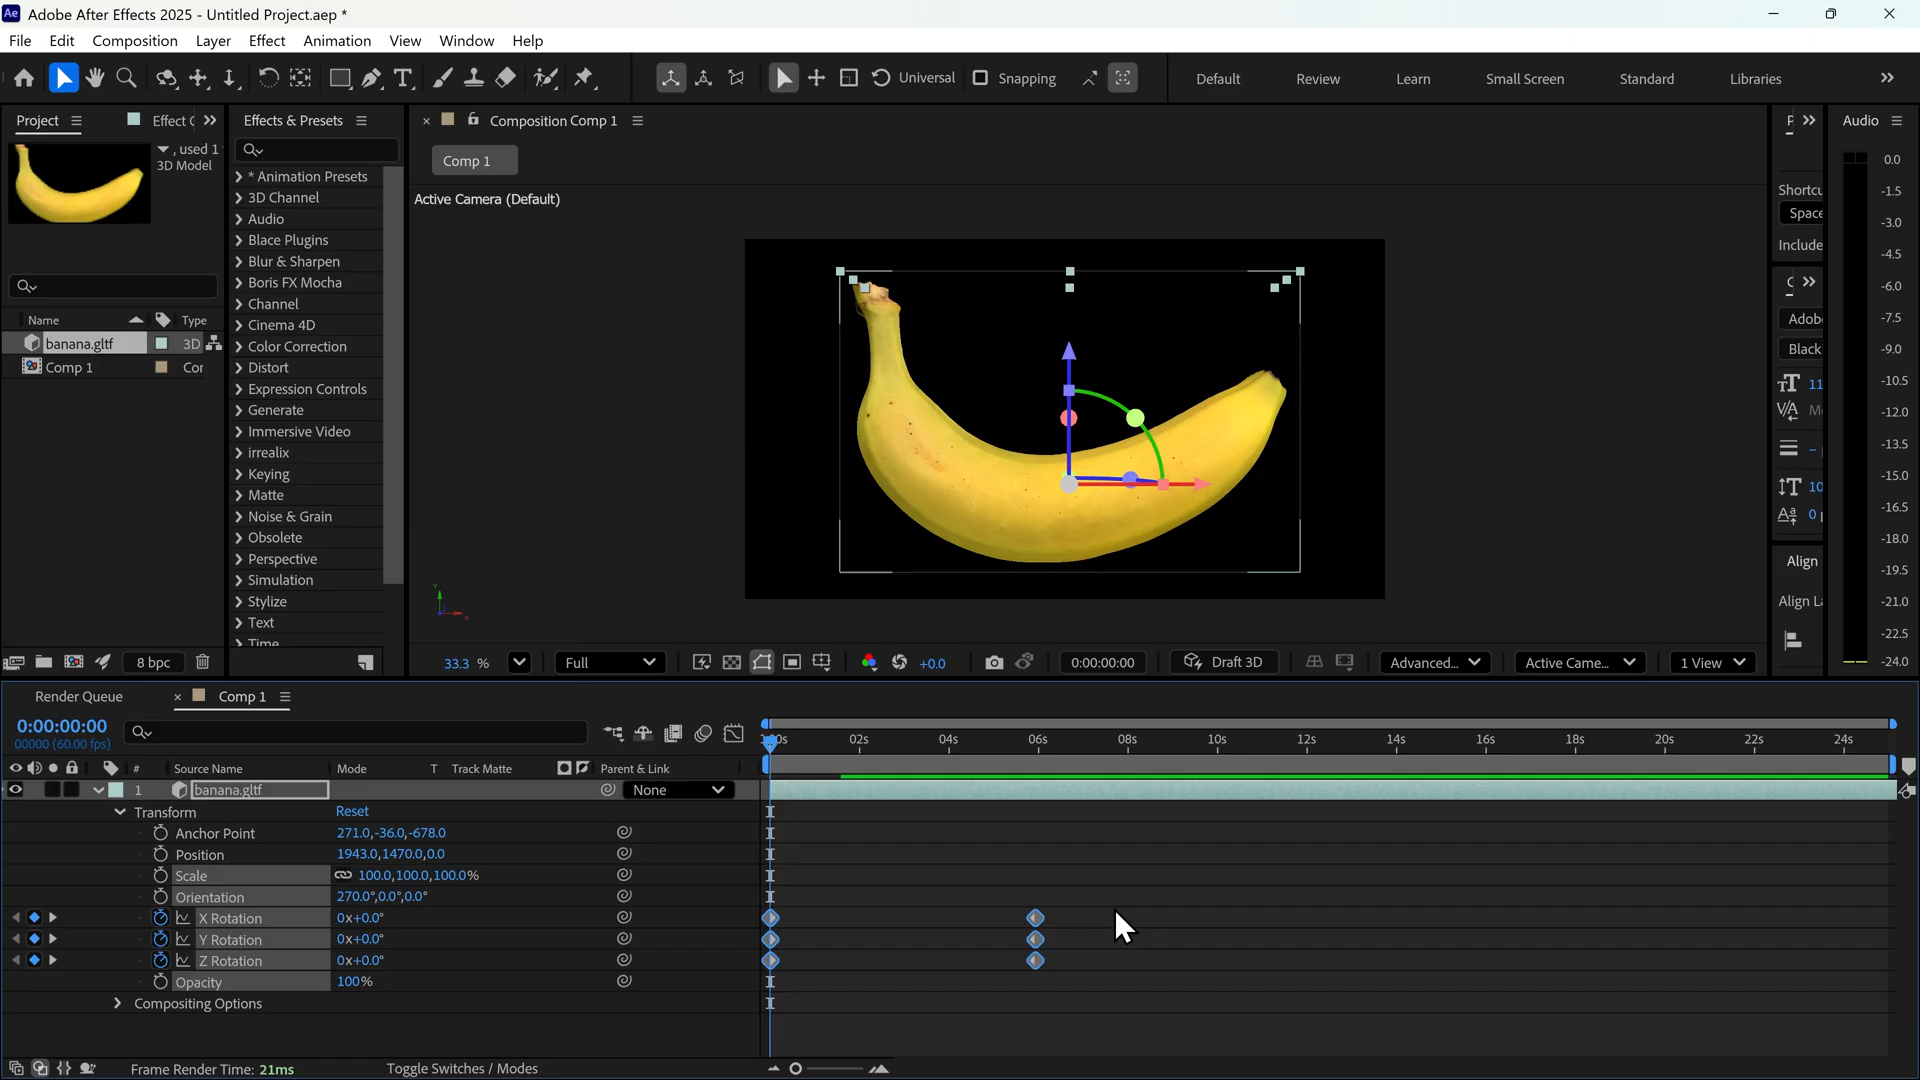 Adobe After Effects 2025 - Untitled Project.aep *
File Edit Composition Layer Effect Animation View Window Help
Universal Snapping Default Review Learn Small Screen Standard Libraries
Project Effect C
, used 1
3D Model
Name Type
banana.gltf 3D
Comp 1 Cor
8 bpc
Effects & Presets
* Animation Presets
3D Channel
Audio
Blace Plugins
Blur & Sharpen
Boris FX Mocha
Channel
Cinema 4D
Color Correction
Distort
Expression Controls
Generate
Immersive Video
irrealix
Keying
Matte
Noise & Grain
Obsolete
Perspective
Simulation
Stylize
Text
Time
Composition Comp 1
Comp 1
Active Camera (Default)
33.3 % Full +0.0 0:00:00:00 Draft 3D Advanced... Active Came... 1 View
Shortcu
Space
Include
Adob
Black
11
10
0
Align
Align La
Audio
0.0
-1.5
-3.0
-4.5
-6.0
-7.5
-9.0
-10.5
-12.0
-13.5
-15.0
-16.5
-18.0
-19.5
-21.0
-22.5
-24.0
Render Queue Comp 1
0:00:00:00
00000 (60.00 fps)
:00s 02s 04s 06s 08s 10s 12s 14s 16s 18s 20s 22s 24s
# Source Name Mode T Track Matte Parent & Link
1 banana.gltf None
Transform Reset
Anchor Point 271.0,-36.0,-678.0
Position 1943.0,1470.0,0.0
Scale 100.0,100.0,100.0%
Orientation 270.0°,0.0°,0.0°
X Rotation 0x+0.0°
Y Rotation 0x+0.0°
Z Rotation 0x+0.0°
Opacity 100%
Compositing Options
Frame Render Time: 21ms Toggle Switches / Modes